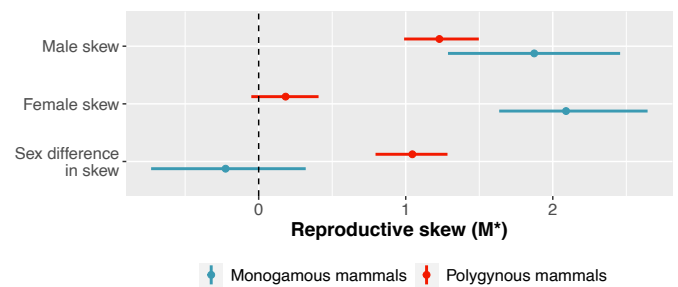 Male skew
Female skew
Sex difference
in skew
0 1 2
Reproductive skew (M*)
Monogamous mammals Polygynous mammals